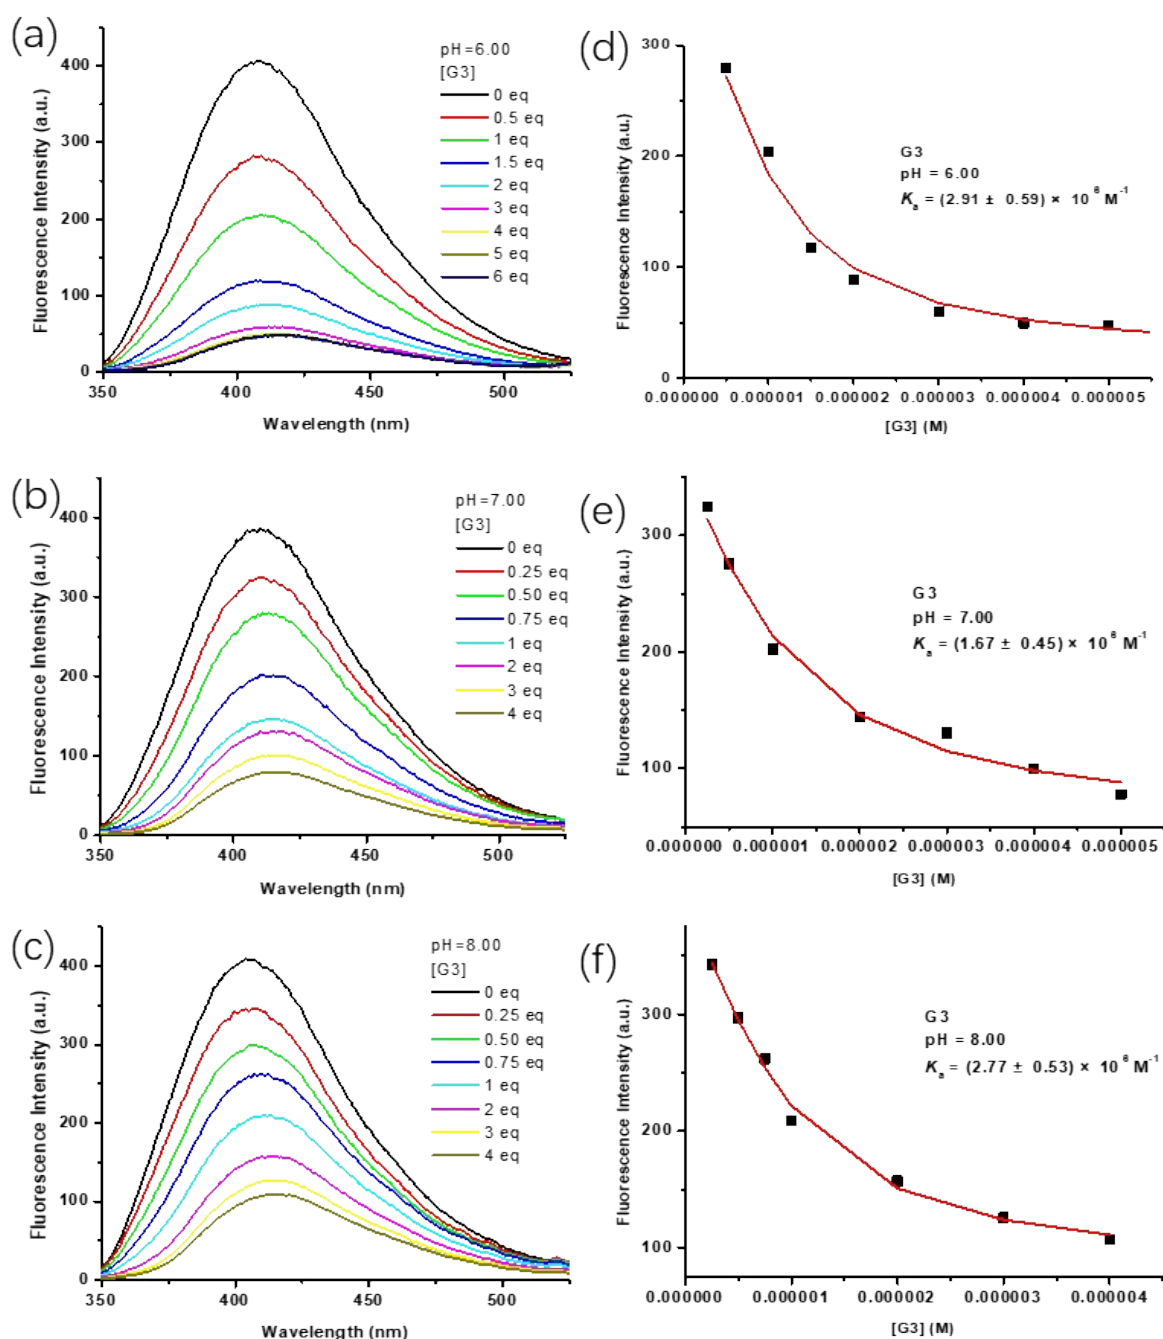 (a)
pH=6.00
[G3]
0 eq
0.5 eq
1 eq
1.5 eq
2 eq
3 eq
4 eq
5 eq
6 eq
400
300
200
100
0
350
400
450
500
Fluorescence Intensity (a.u.)
Wavelength (nm)
(d)
300
200
100
0
G3
pH = 6.00
Ka = (2.91 ± 0.59) × 10^6 M^-1
0.000000
0.000001
0.000002
0.000003
0.000004
0.000005
Fluorescence Intensity (a.u.)
[G3] (M)
(b)
pH=7.00
[G3]
0 eq
0.25 eq
0.50 eq
0.75 eq
1 eq
2 eq
3 eq
4 eq
400
300
200
100
0
350
400
450
500
Fluorescence Intensity (a.u.)
Wavelength (nm)
(e)
300
200
100
G3
pH = 7.00
Ka = (1.67 ± 0.45) × 10^6 M^-1
0.000000
0.000001
0.000002
0.000003
0.000004
0.000005
Fluorescence Intensity (a.u.)
[G3] (M)
(c)
pH=8.00
[G3]
0 eq
0.25 eq
0.50 eq
0.75 eq
1 eq
2 eq
3 eq
4 eq
400
300
200
100
0
350
400
450
500
Fluorescence Intensity (a.u.)
Wavelength (nm)
(f)
300
200
100
G3
pH = 8.00
Ka = (2.77 ± 0.53) × 10^6 M^-1
0.000000
0.000001
0.000002
0.000003
0.000004
Fluorescence Intensity (a.u.)
[G3] (M)